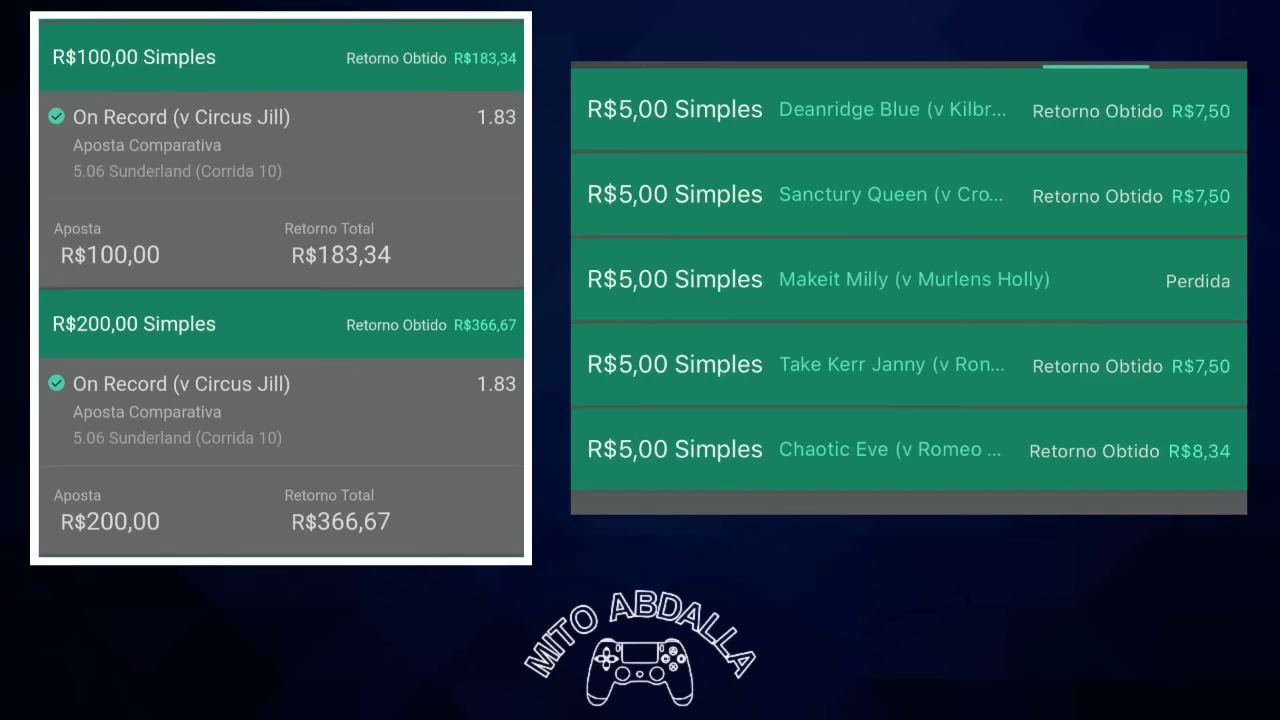 R$100,00 Simples Retorno Obtido R$183,34
On Record (v Circus Jill) 1.83
Aposta Comparativa
5.06 Sunderland (Corrida 10)
Aposta Retorno Total
R$100,00 R$183,34
R$200,00 Simples Retorno Obtido R$366,67
On Record (v Circus Jill) 1.83
Aposta Comparativa
5.06 Sunderland (Corrida 10)
Aposta Retorno Total
R$200,00 R$366,67
R$5,00 Simples Deanridge Blue (v Kilbr... Retorno Obtido R$7,50
R$5,00 Simples Sanctury Queen (v Cro... Retorno Obtido R$7,50
R$5,00 Simples Makeit Milly (v Murlens Holly) Perdida
R$5,00 Simples Take Kerr Janny (v Ron... Retorno Obtido R$7,50
R$5,00 Simples Chaotic Eve (v Romeo ... Retorno Obtido R$8,34
MITO ABDALLA